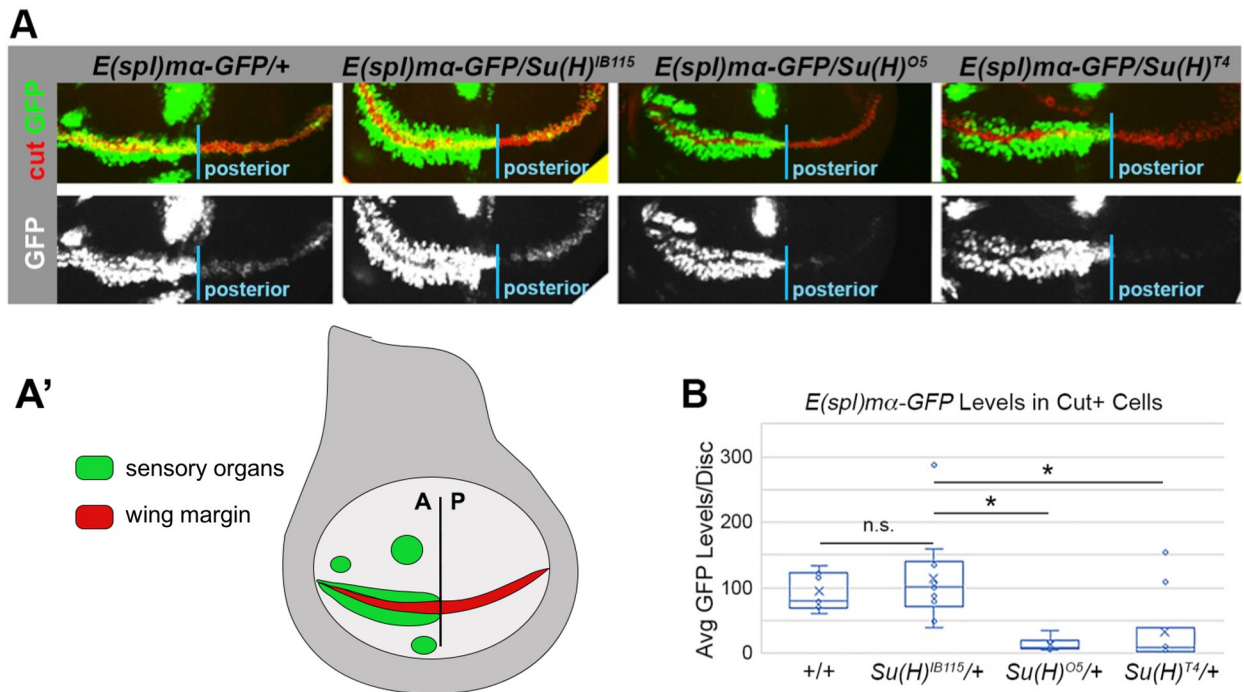 A
E(spl)mα-GFP/+ E(spl)mα-GFP/Su(H)^IB115 E(spl)mα-GFP/Su(H)^O5 E(spl)mα-GFP/Su(H)^T4
cut GFP
posterior posterior posterior posterior
GFP
posterior posterior posterior posterior
A'
sensory organs
wing margin
A P
B
E(spl)mα-GFP Levels in Cut+ Cells
Avg GFP Levels/Disc
300
200
100
0
n.s.
*
*
+/+ Su(H)^IB115/+ Su(H)^O5/+ Su(H)^T4/+